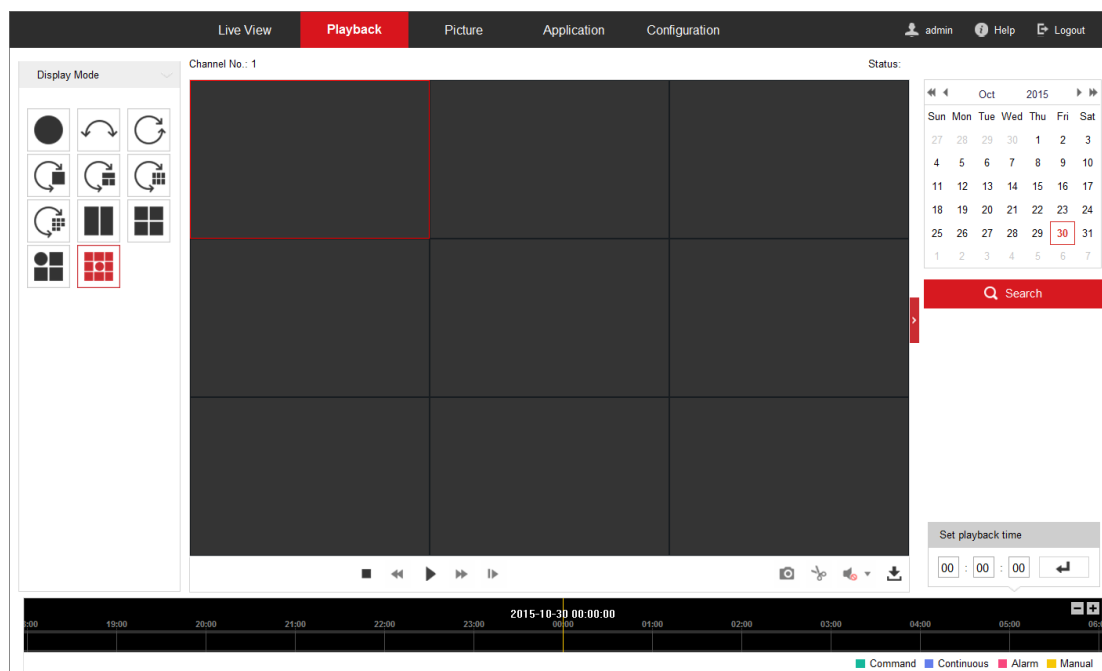 Live View Playback Picture Application Configuration admin Help Logout
Display Mode
Channel No.: 1 Status:
Oct 2015
Sun Mon Tue Wed Thu Fri Sat
27 28 29 30 1 2 3
4 5 6 7 8 9 10
11 12 13 14 15 16 17
18 19 20 21 22 23 24
25 26 27 28 29 30 31
1 2 3 4 5 6 7
Search
Set playback time
00 : 00 : 00
2015-10-30 00:00:00
:00 19:00 20:00 21:00 22:00 23:00 00:00 01:00 02:00 03:00 04:00 05:00 06:
Command Continuous Alarm Manual